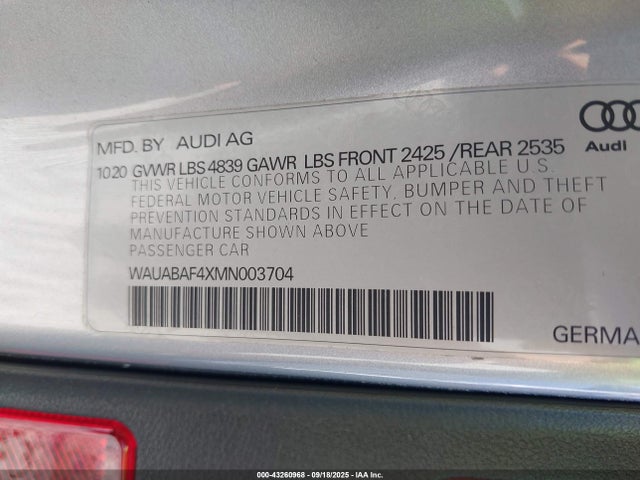 MFD. BY AUDI AG
1020 GVWR LBS 4839 GAWR LBS FRONT 2425 /REAR 2535
THIS VEHICLE CONFORMS TO ALL APPLICABLE U.S.
FEDERAL MOTOR VEHICLE SAFETY, BUMPER AND THEFT
PREVENTION STANDARDS IN EFFECT ON THE DATE OF
MANUFACTURE SHOWN ABOVE
PASSENGER CAR
WAUABAF4XMN003704
Audi
GERMA
000-43260968 - 09/18/2025 - IAA Inc.